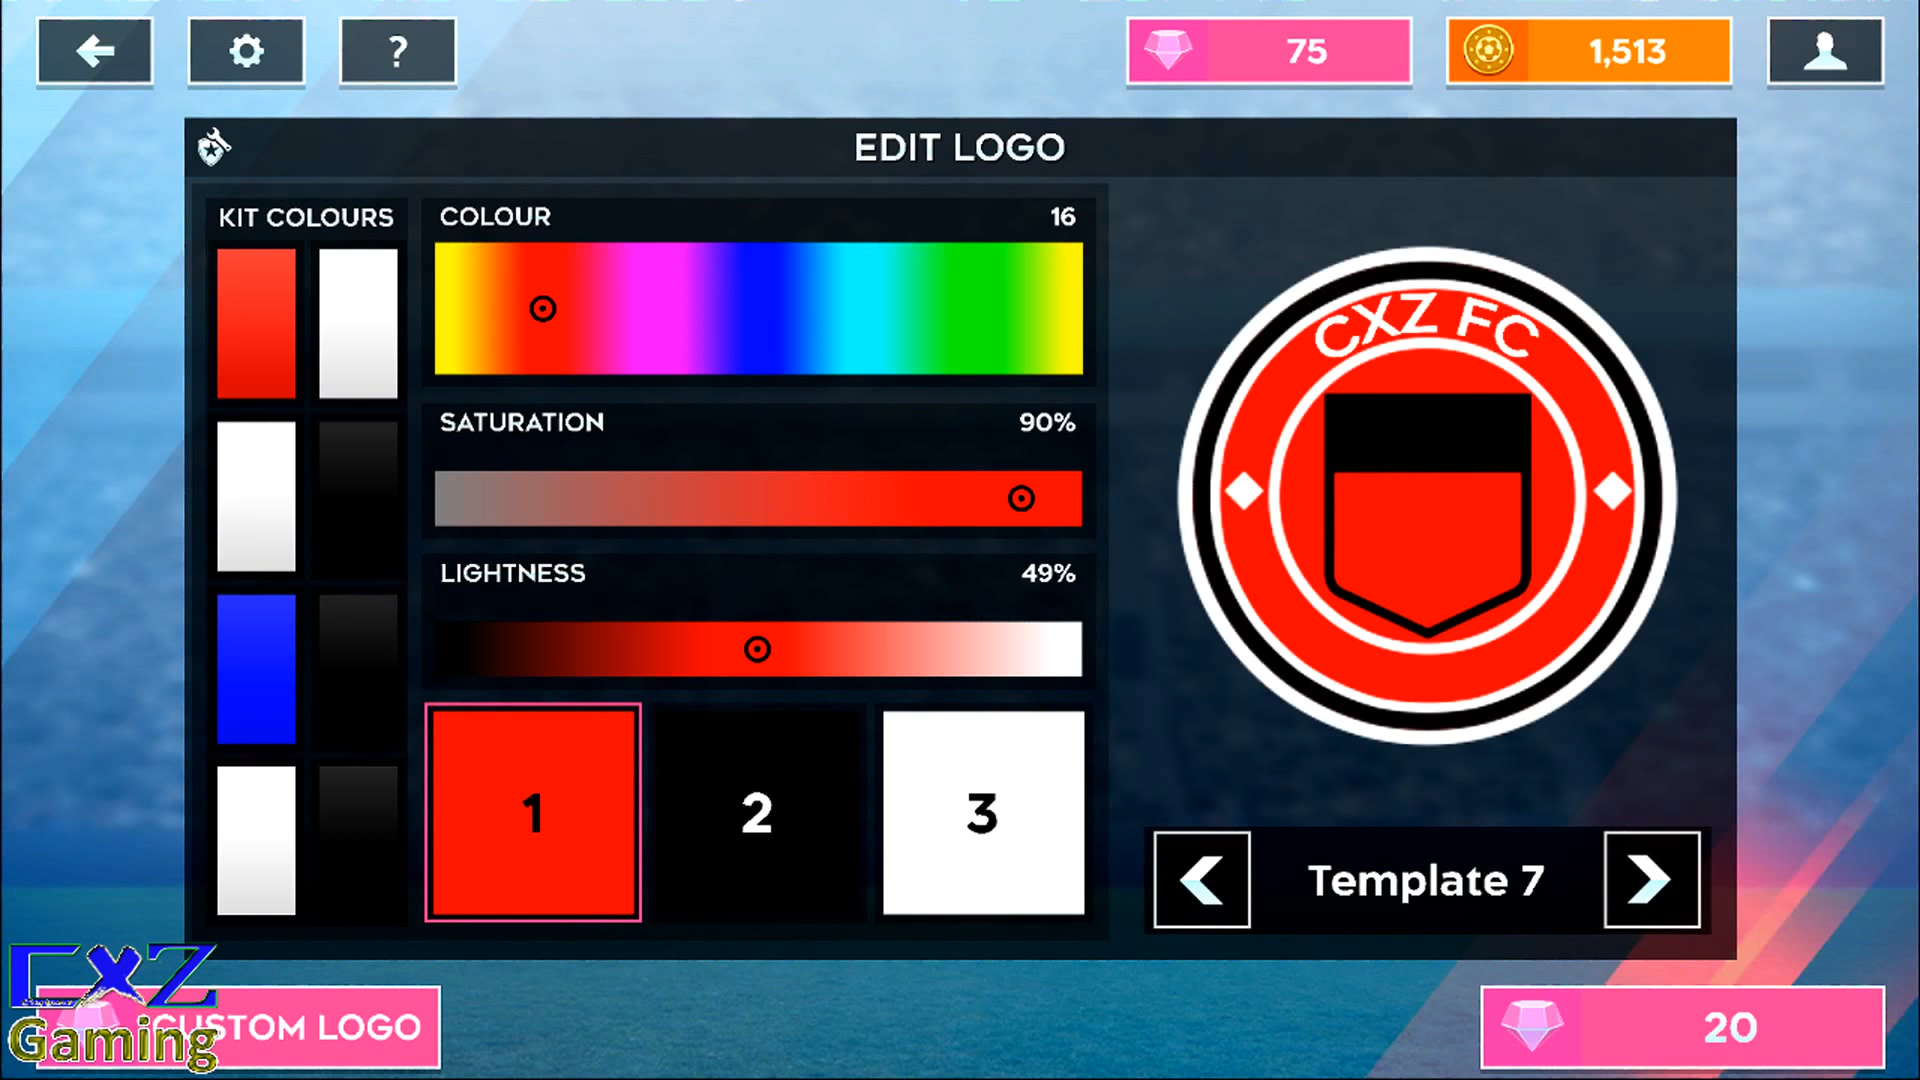 ?
75
1,513
EDIT LOGO
KIT COLOURS
COLOUR
16
SATURATION
90%
LIGHTNESS
49%
1
2
3
CXZ FC
Template 7
CXZ
Gaming
CUSTOM LOGO
20